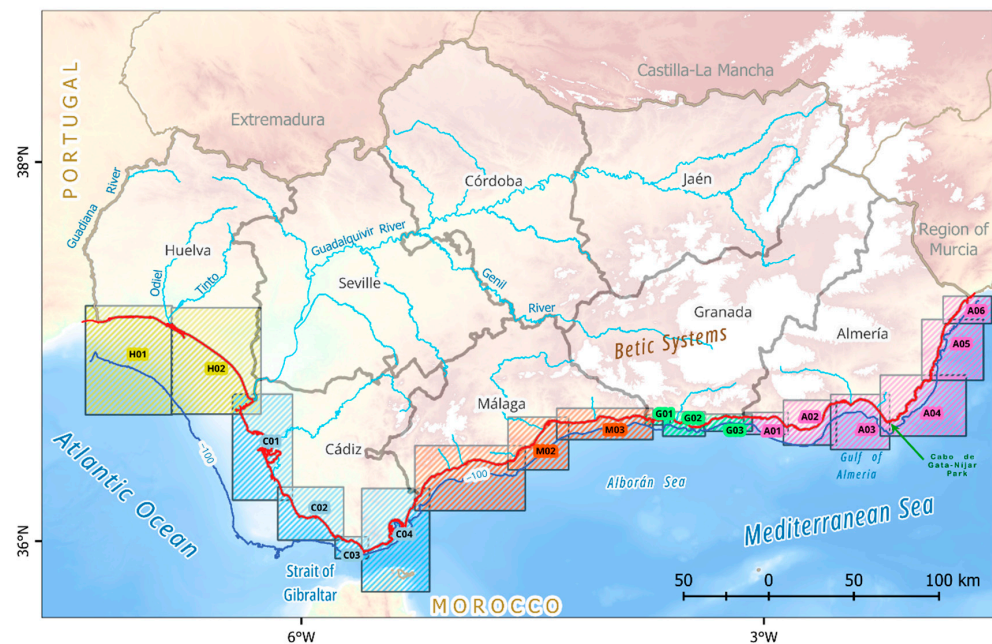 PORTUGAL
Castilla-La Mancha
Extremadura
38°N
Guadiana
River
Córdoba
Jaén
Huelva
Guadalquivir River
Region of
Murcia
Odiel
Tinto
Seville
Genil
River
Granada
Almería
Betic Systems
A06
A05
H01
H02
Málaga
G01
G02
G03
A02
A01
A03
A04
M03
M02
C01
Cádiz
Gulf of
Almeria
Cabo de
Gata-Nijar
Park
-100
-100
Alborán Sea
Atlantic Ocean
Mediterranean Sea
C02
C04
C03
36°N
Strait of
Gibraltar
MOROCCO
50 0 50 100 km
6°W
3°W